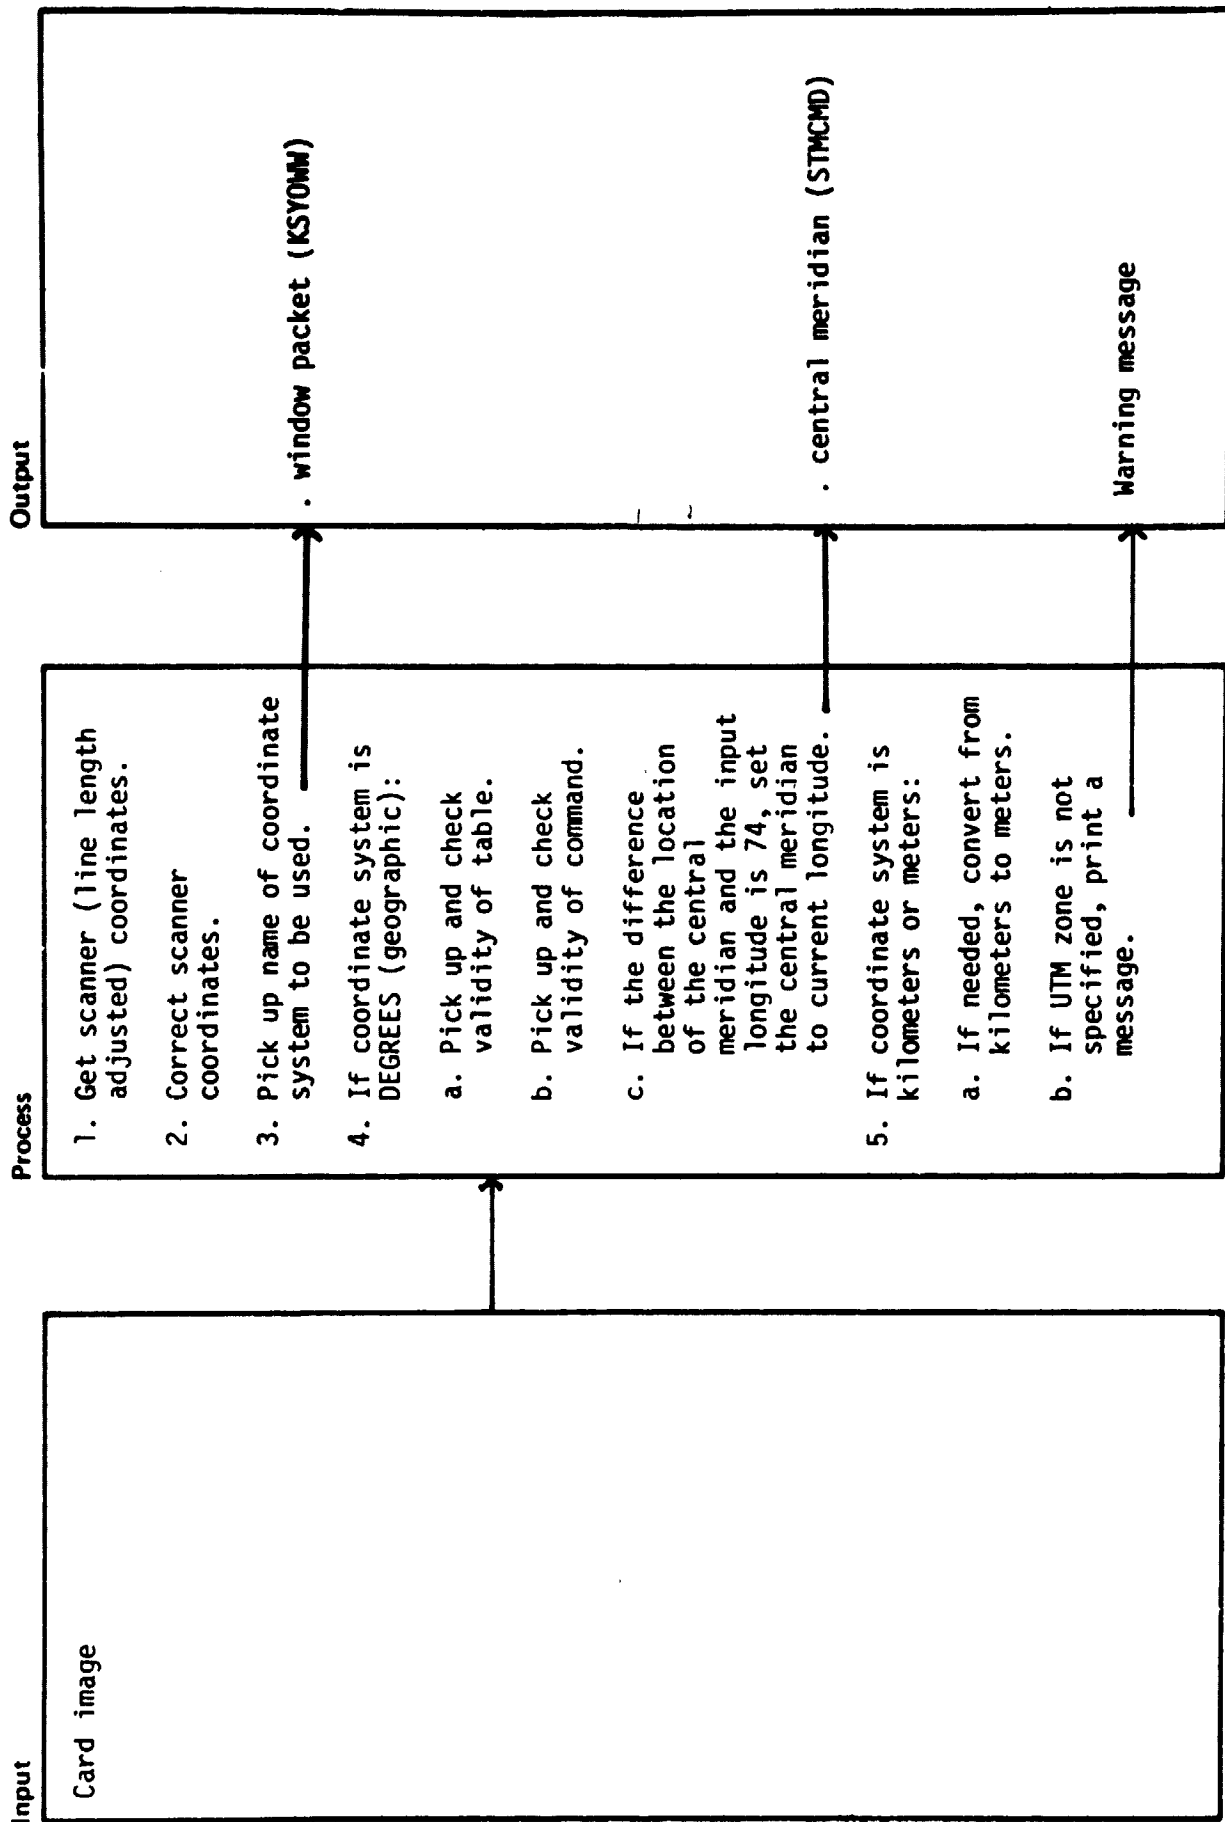 Input
Card image
Process
1. Get scanner (line length
adjusted) coordinates.
2. Correct scanner
coordinates.
3. Pick up name of coordinate
system to be used.
4. If coordinate system is
DEGREES (geographic):
a. Pick up and check
validity of table.
b. Pick up and check
validity of command.
c. If the difference
between the location
of the central
meridian and the input
longitude is 74, set
the central meridian
to current longitude.
5. If coordinate system is
kilometers or meters:
a. If needed, convert from
kilometers to meters.
b. If UTM zone is not
specified, print a
message.
Output
. window packet (KSYOWW)
. central meridian (STMCMD)
Warning message